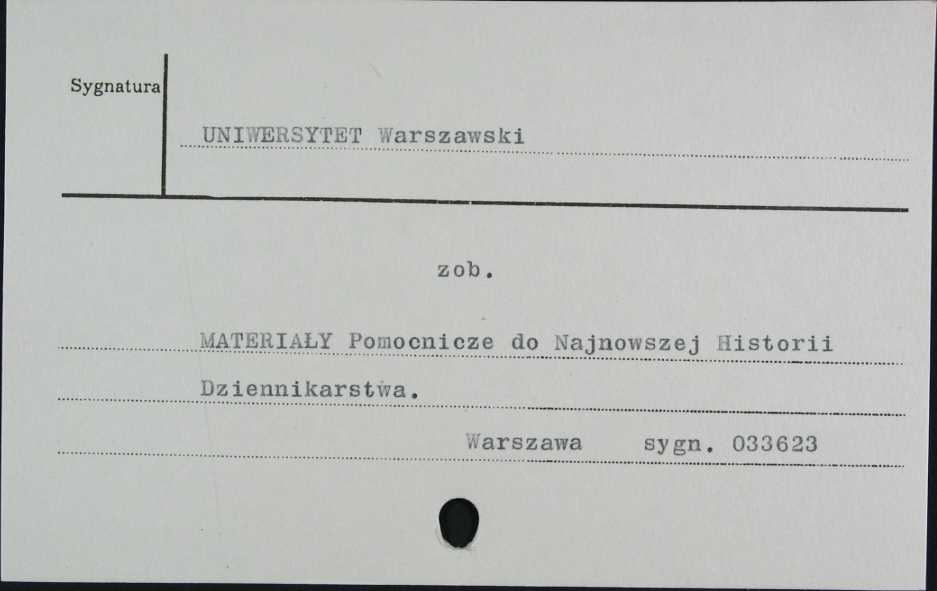 Sygnatura
UNIWERSYTET Warszawski
zob.
MATERIAŁY Pomocnicze do Najnowszej Historii
Dziennikarstwa.
Warszawa sygn. 033623